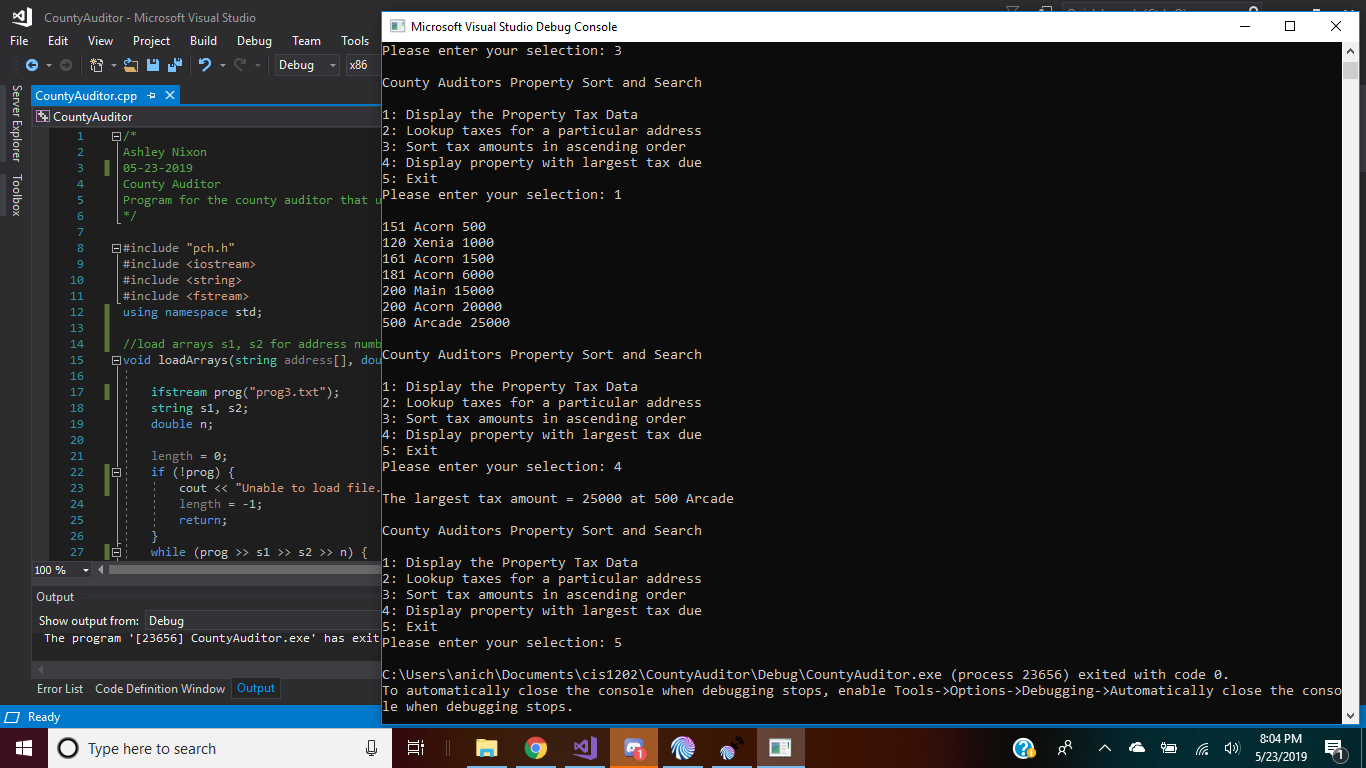 CountyAuditor - Microsoft Visual Studio
File Edit View Project Build Debug Team Tools
Debug x86
Server Explorer
Toolbox
CountyAuditor.cpp
CountyAuditor
1 /*
2 Ashley Nixon
3 05-23-2019
4 County Auditor
5 Program for the county auditor that u
6 */
7
8 #include "pch.h"
9 #include <iostream>
10 #include <string>
11 #include <fstream>
12 using namespace std;
13
14 //load arrays s1, s2 for address numb
15 void loadArrays(string address[], dou
16
17 ifstream prog("prog3.txt");
18 string s1, s2;
19 double n;
20
21 length = 0;
22 if (!prog) {
23 cout << "Unable to load file.
24 length = -1;
25 return;
26 }
27 while (prog >> s1 >> s2 >> n) {
100 %
Output
Show output from: Debug
The program '[23656] CountyAuditor.exe' has exit
Error List Code Definition Window Output
Ready
Microsoft Visual Studio Debug Console
Please enter your selection: 3
County Auditors Property Sort and Search
1: Display the Property Tax Data
2: Lookup taxes for a particular address
3: Sort tax amounts in ascending order
4: Display property with largest tax due
5: Exit
Please enter your selection: 1
151 Acorn 500
120 Xenia 1000
161 Acorn 1500
181 Acorn 6000
200 Main 15000
200 Acorn 20000
500 Arcade 25000
County Auditors Property Sort and Search
1: Display the Property Tax Data
2: Lookup taxes for a particular address
3: Sort tax amounts in ascending order
4: Display property with largest tax due
5: Exit
Please enter your selection: 4
The largest tax amount = 25000 at 500 Arcade
County Auditors Property Sort and Search
1: Display the Property Tax Data
2: Lookup taxes for a particular address
3: Sort tax amounts in ascending order
4: Display property with largest tax due
5: Exit
Please enter your selection: 5
C:\Users\anich\Documents\cis1202\CountyAuditor\Debug\CountyAuditor.exe (process 23656) exited with code 0.
To automatically close the console when debugging stops, enable Tools->Options->Debugging->Automatically close the conso
le when debugging stops.
Type here to search
1
8:04 PM
5/23/2019
1